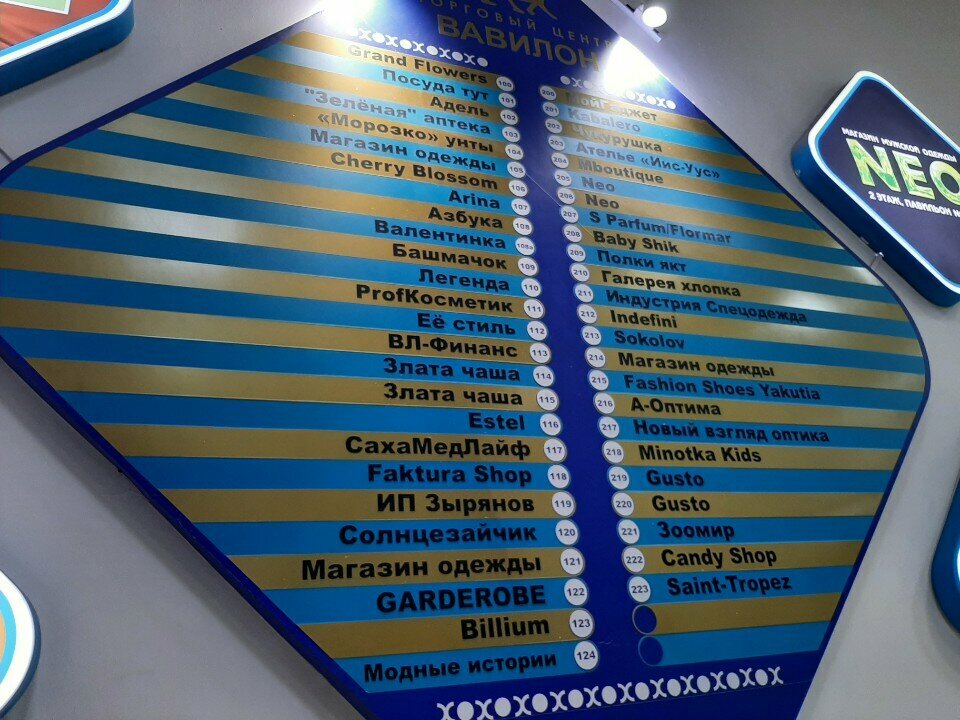 ТОРГОВЫЙ ЦЕНТР
ВАВИЛОН
Grand Flowers 100
Посуда тут 101
Адель 102
"Зелёная" аптека 103
«Морозко» унты 104
Магазин одежды 105
Cherry Blossom 106
Arina 107
Азбука 108
Валентинка 108а
Башмачок 109
Легенда 110
ProfКосметик 111
Её стиль 112
ВЛ-Финанс 113
Злата чаша 114
Злата чаша 115
Estel 116
СахаМедЛайф 117
Faktura Shop 118
ИП Зырянов 119
Солнцезайчик 120
Магазин одежды 121
GARDEROBE 122
Billium 123
Модные истории 124
200 МойГаджет
201 Kabalero
202 Чукурушка
203 Ателье «Иис-Уус»
204 Mboutique
205 Neo
206 Neo
207 S Parfum/Flormar
208 Baby Shik
209 Полки якт
210 Галерея хлопка
211 Индустрия Спецодежда
212 Indefini
213 Sokolov
214 Магазин одежды
215 Fashion Shoes Yakutia
216 А-Оптима
217 Новый взгляд оптика
218 Minotka Kids
219 Gusto
220 Gusto
221 Зоомир
222 Candy Shop
223 Saint-Tropez
МАГАЗИН МУЖСКОЙ ОДЕЖДЫ
NEO
2 ЭТАЖ, ПАВИЛЬОН